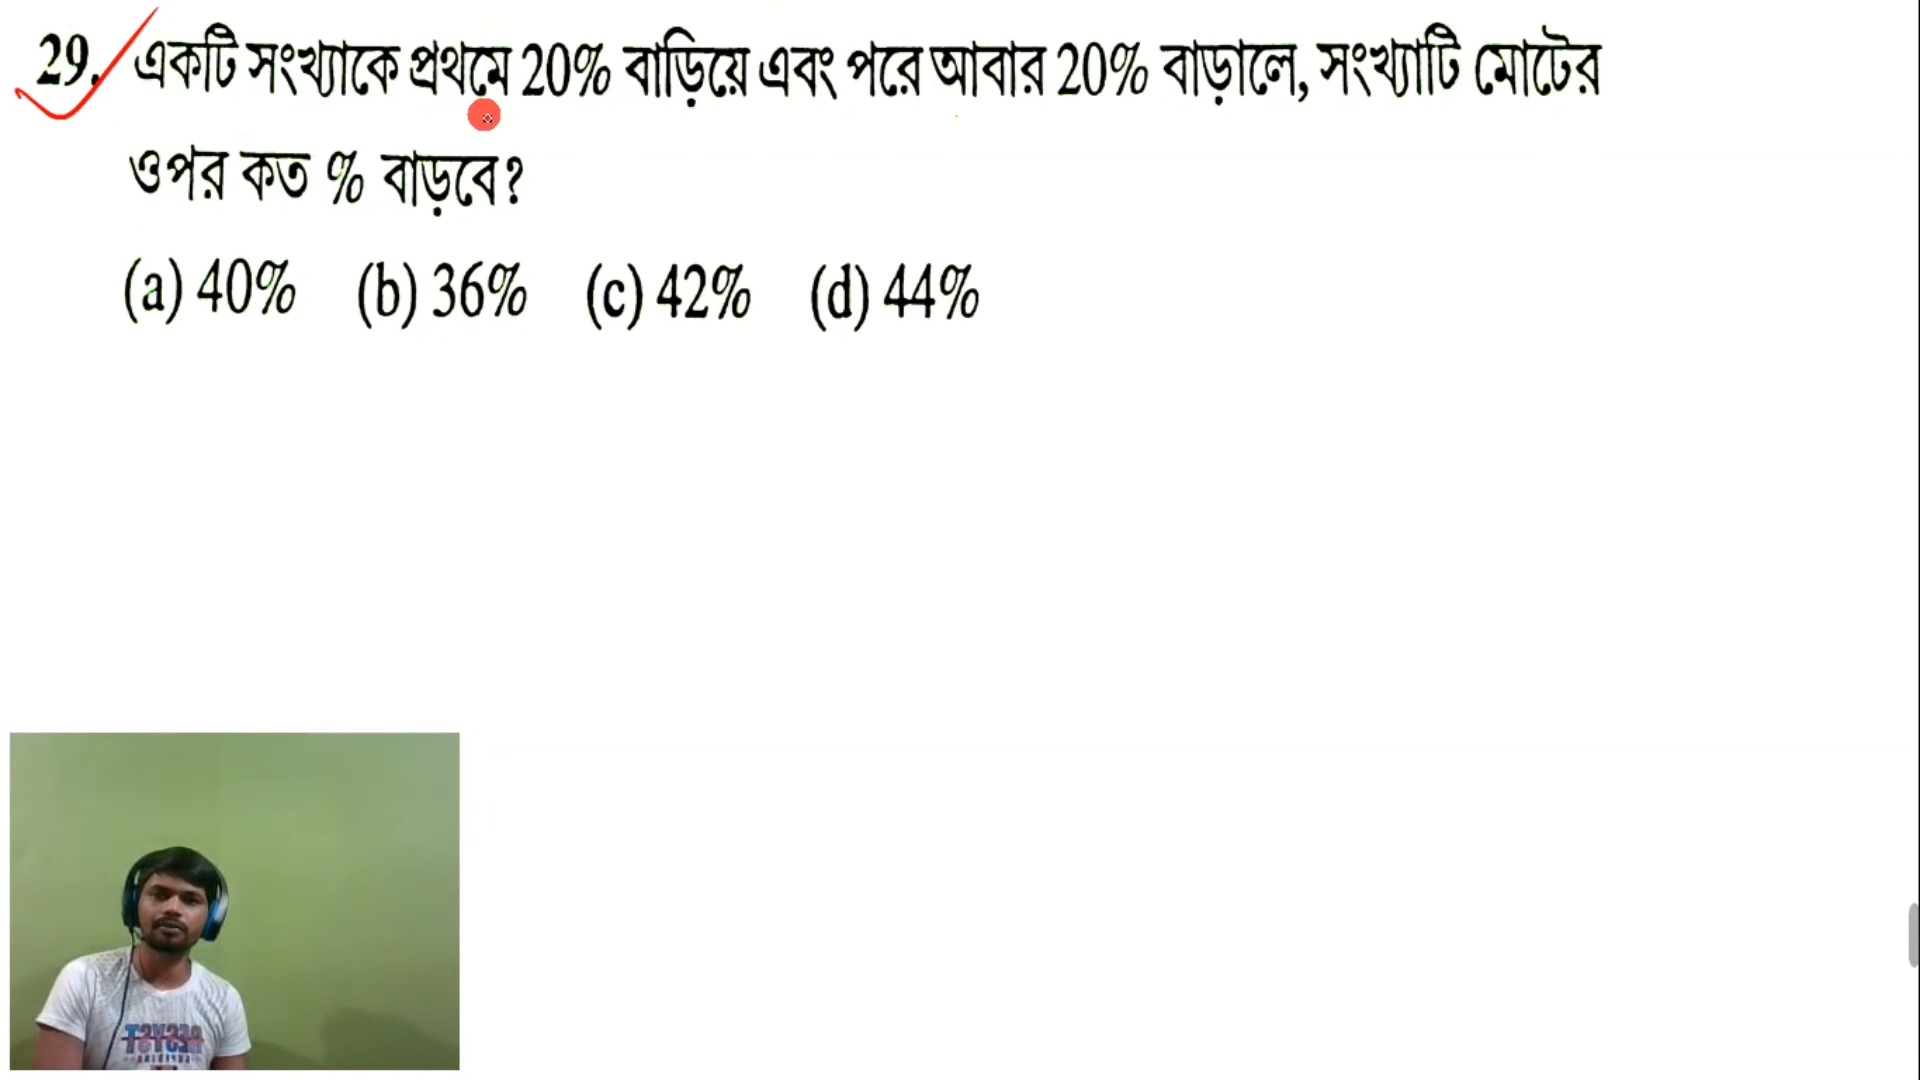 29. একটি সংখ্যাকে প্রথমে 20% বাড়িয়ে এবং পরে আবার 20% বাড়ালে, সংখ্যাটি মোটের
ওপর কত % বাড়বে?
(a) 40% (b) 36% (c) 42% (d) 44%